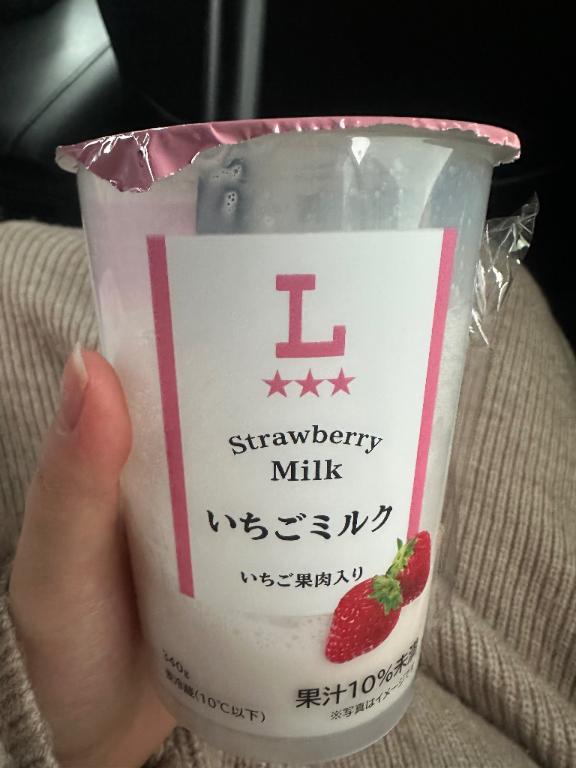 L
★★★
Strawberry
Milk
いちごミルク
いちご果肉入り
果汁10%未満
240g
要冷蔵(10℃以下)
※写真はイメージです